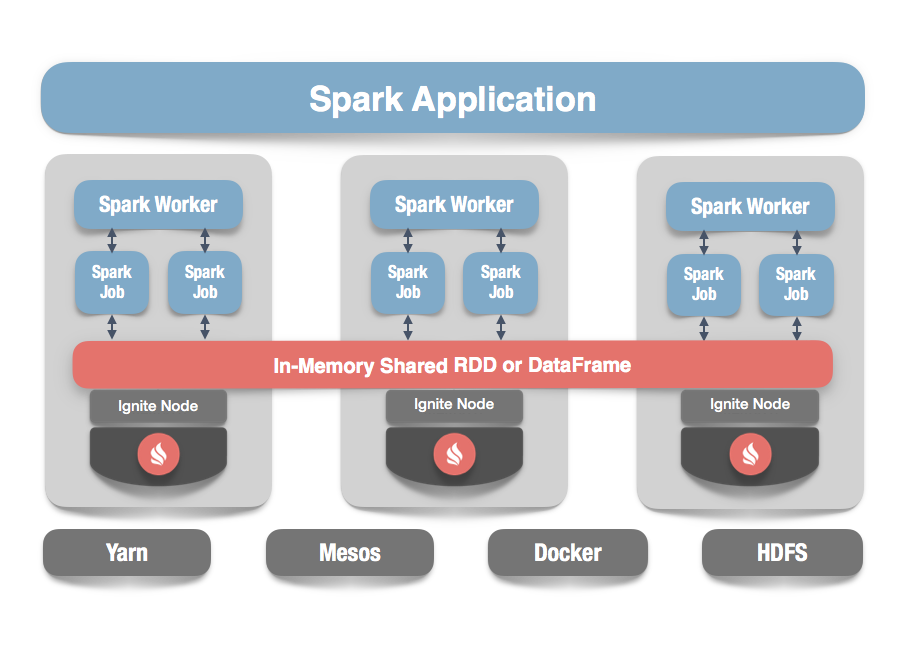 Spark Application
Spark Worker
Spark Worker
Spark Worker
Spark
Job
Spark
Job
Spark
Job
Spark
Job
Spark
Job
Spark
Job
In-Memory Shared RDD or DataFrame
Ignite Node
Ignite Node
Ignite Node
Yarn
Mesos
Docker
HDFS